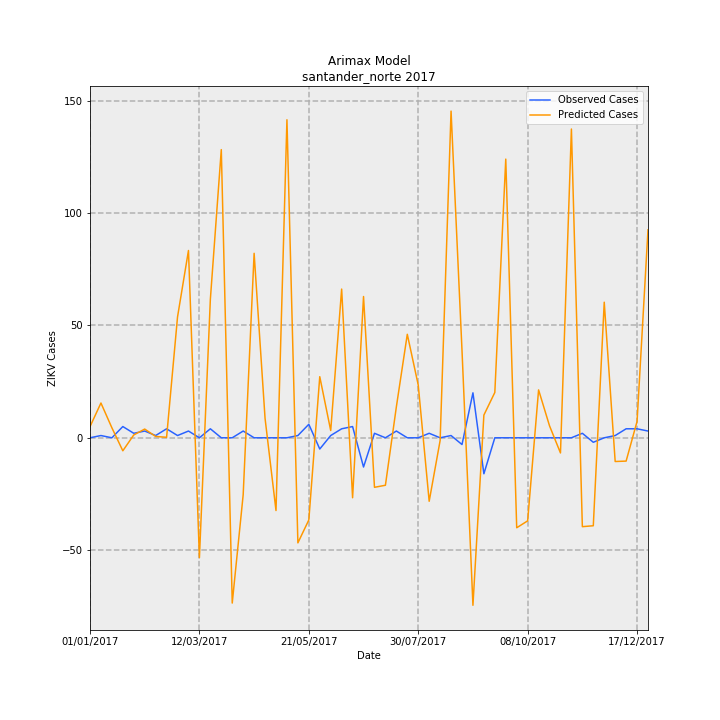 Arimax Model
santander_norte 2017
Observed Cases
Predicted Cases
150
100
50
0
−50
ZIKV Cases
01/01/2017
12/03/2017
21/05/2017
30/07/2017
08/10/2017
17/12/2017
Date